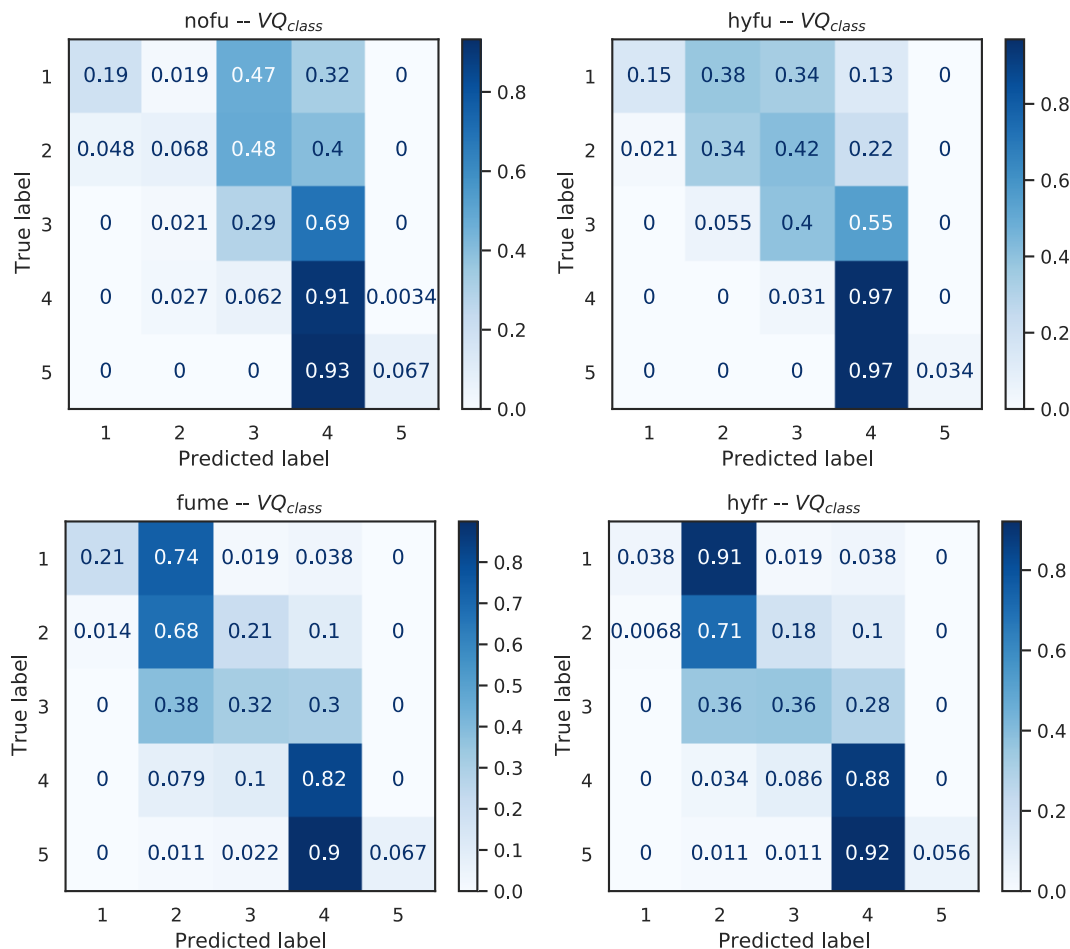 nofu -- VQclass
True label
1 0.19 0.019 0.47 0.32 0
2 0.048 0.068 0.48 0.4 0
3 0 0.021 0.29 0.69 0
4 0 0.027 0.062 0.91 0.0034
5 0 0 0 0.93 0.067
1 2 3 4 5
Predicted label
0.8
0.6
0.4
0.2
0.0
hyfu -- VQclass
True label
1 0.15 0.38 0.34 0.13 0
2 0.021 0.34 0.42 0.22 0
3 0 0.055 0.4 0.55 0
4 0 0 0.031 0.97 0
5 0 0 0 0.97 0.034
1 2 3 4 5
Predicted label
0.8
0.6
0.4
0.2
0.0
fume -- VQclass
True label
1 0.21 0.74 0.019 0.038 0
2 0.014 0.68 0.21 0.1 0
3 0 0.38 0.32 0.3 0
4 0 0.079 0.1 0.82 0
5 0 0.011 0.022 0.9 0.067
1 2 3 4 5
Predicted label
0.8
0.7
0.6
0.5
0.4
0.3
0.2
0.1
0.0
hyfr -- VQclass
True label
1 0.038 0.91 0.019 0.038 0
2 0.0068 0.71 0.18 0.1 0
3 0 0.36 0.36 0.28 0
4 0 0.034 0.086 0.88 0
5 0 0.011 0.011 0.92 0.056
1 2 3 4 5
Predicted label
0.8
0.6
0.4
0.2
0.0